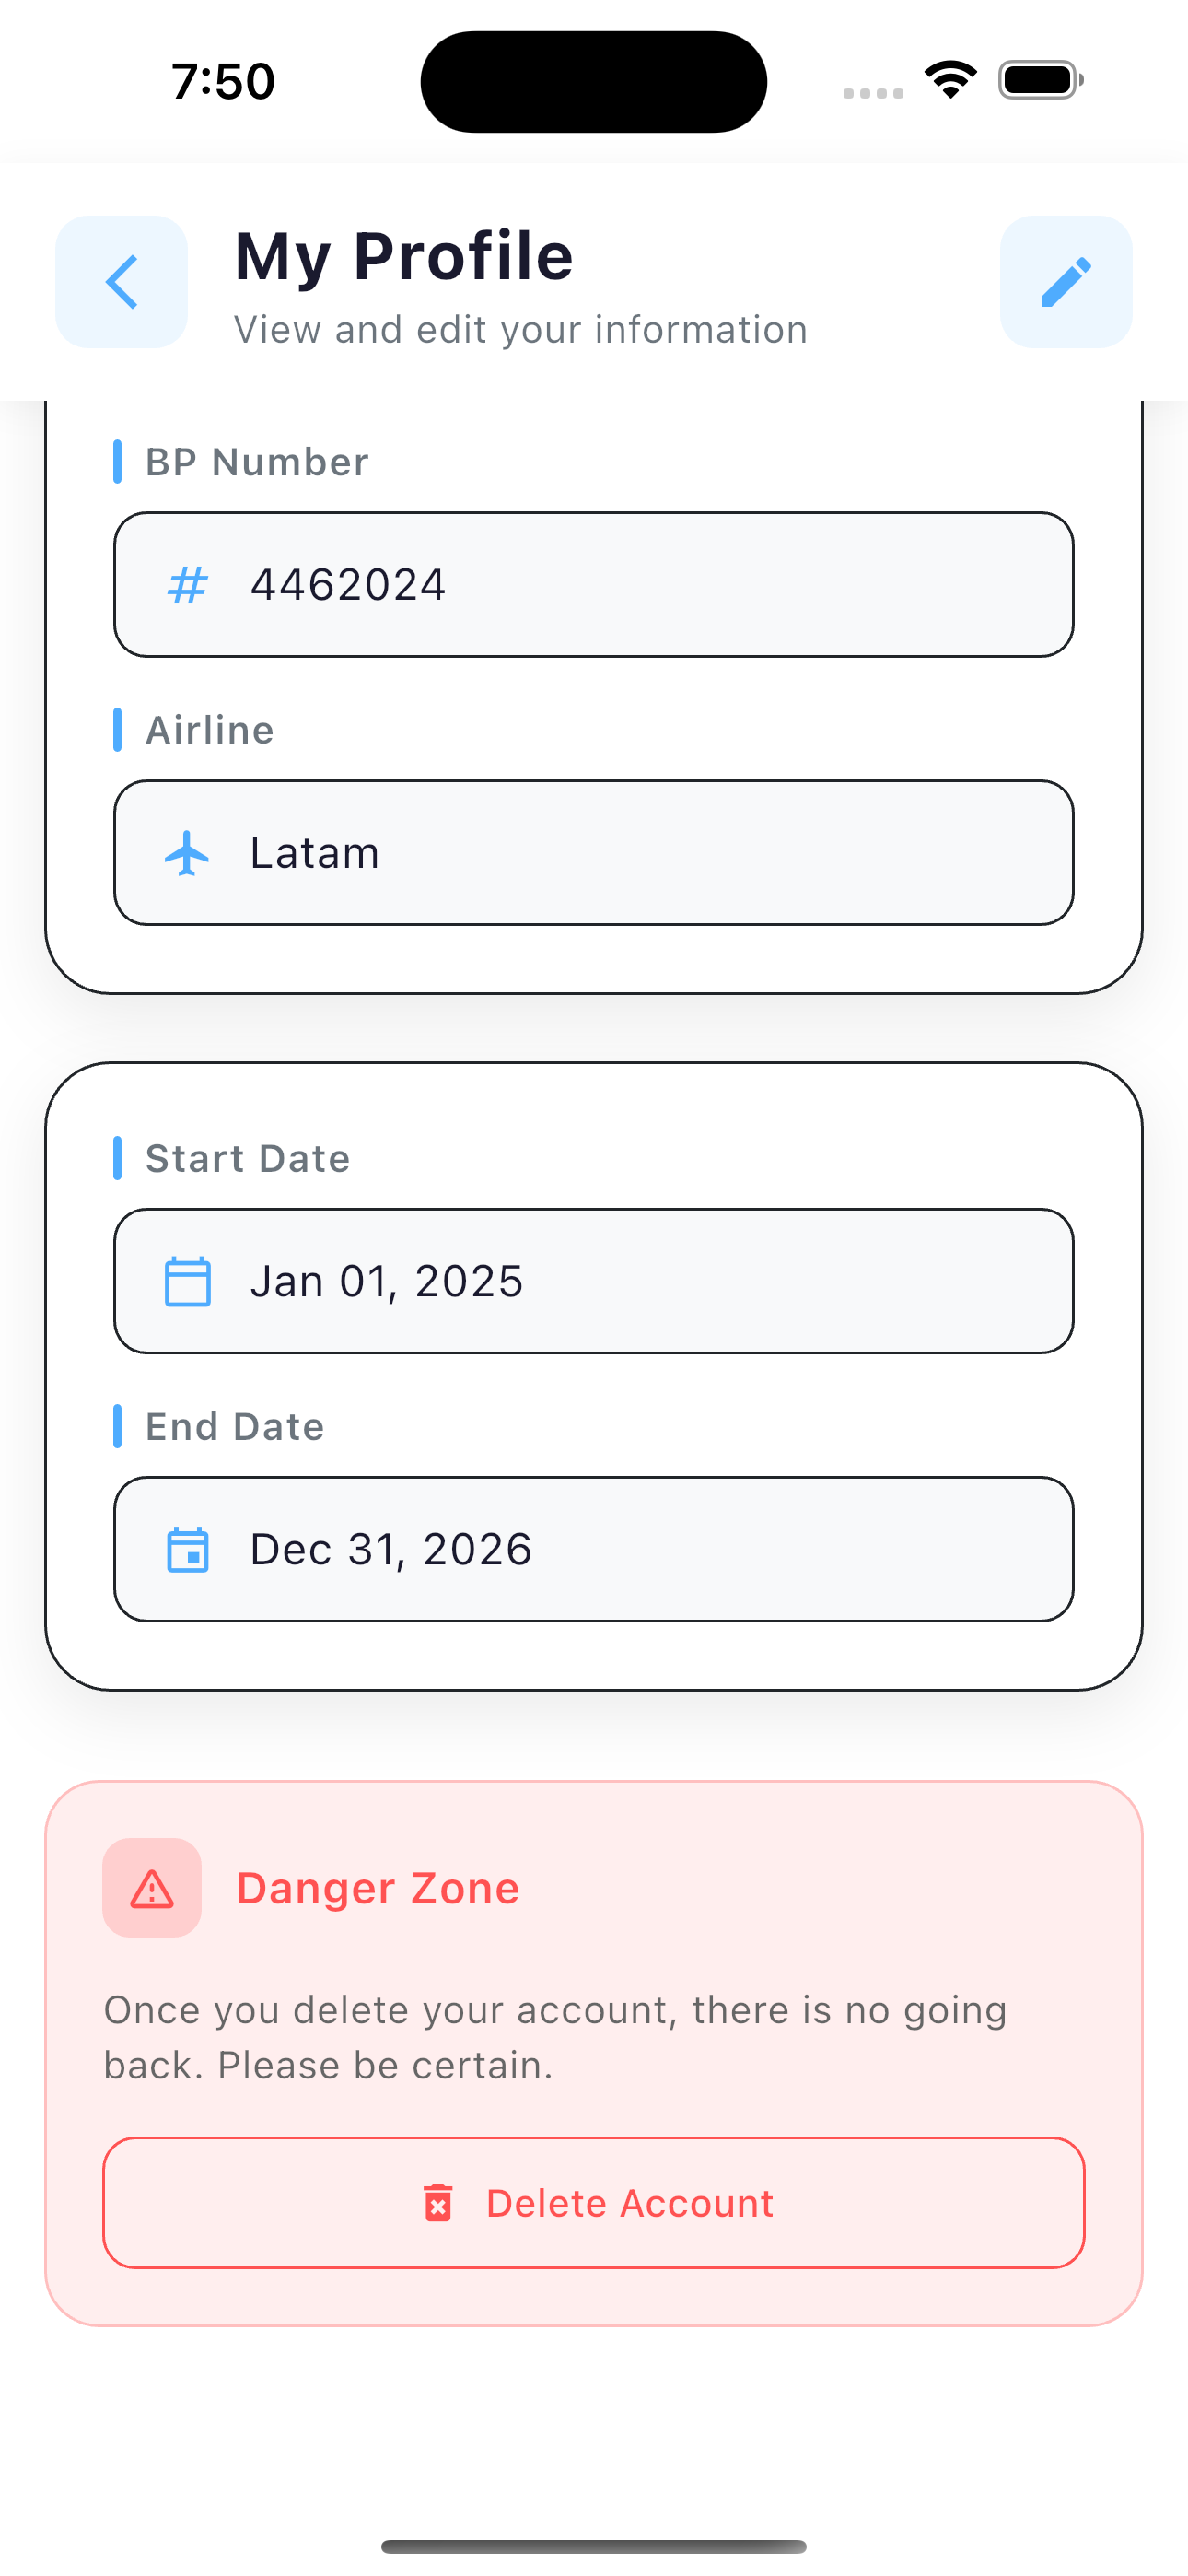 7:50
My Profile
View and edit your information
BP Number
# 4462024
Airline
Latam
Start Date
Jan 01, 2025
End Date
Dec 31, 2026
Danger Zone
Once you delete your account, there is no going
back. Please be certain.
Delete Account